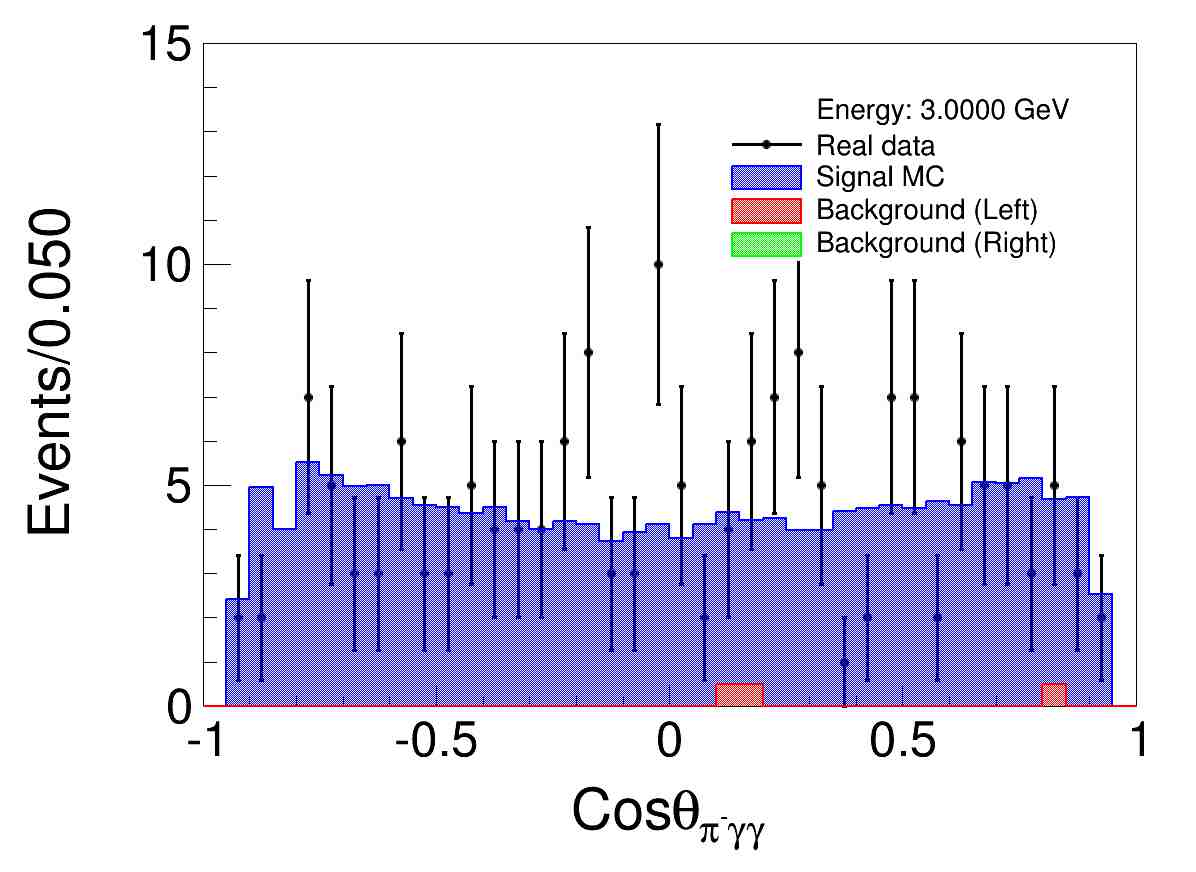 15
10
5
0
Events/0.050
Energy: 3.0000 GeV
Real data
Signal MC
Background (Left)
Background (Right)
-1
-0.5
0
0.5
1
Cosθπ-γγ